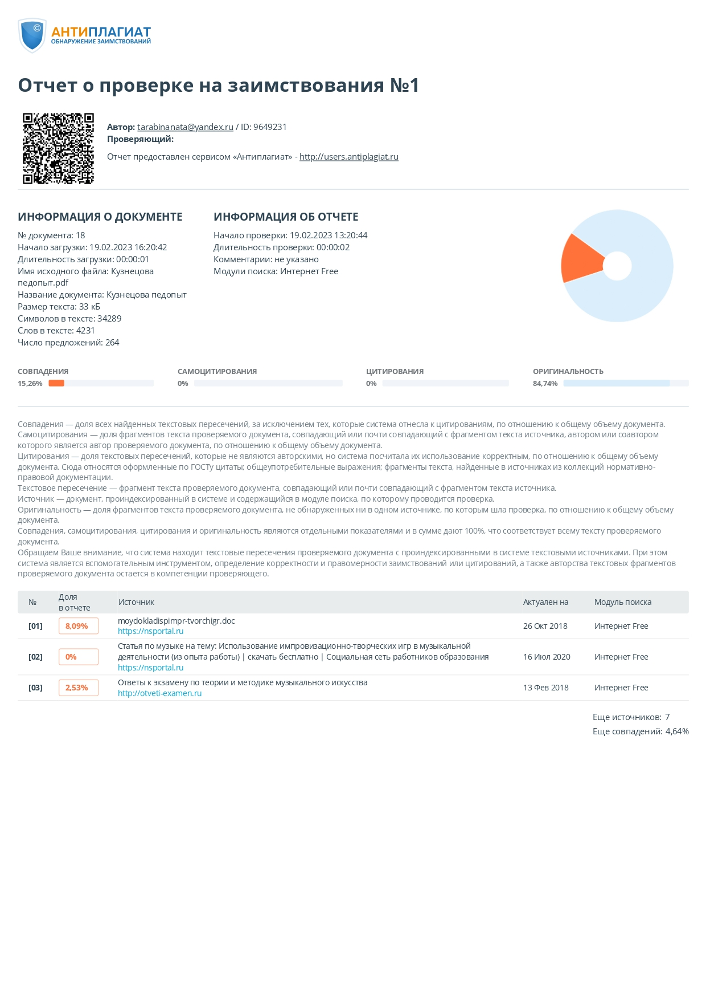 ©
АНТИПЛАГИАТ
ОБНАРУЖЕНИЕ ЗАИМСТВОВАНИЙ
Отчет о проверке на заимствования №1
Автор: tarabinanata@yandex.ru / ID: 9649231
Проверяющий:
Отчет предоставлен сервисом «Антиплагиат» - http://users.antiplagiat.ru
ИНФОРМАЦИЯ О ДОКУМЕНТЕ
№ документа: 18
Начало загрузки: 19.02.2023 16:20:42
Длительность загрузки: 00:00:01
Имя исходного файла: Кузнецова
педопыт.pdf
Название документа: Кузнецова педопыт
Размер текста: 33 кБ
Символов в тексте: 34289
Слов в тексте: 4231
Число предложений: 264
ИНФОРМАЦИЯ ОБ ОТЧЕТЕ
Начало проверки: 19.02.2023 13:20:44
Длительность проверки: 00:00:02
Комментарии: не указано
Модули поиска: Интернет Free
СОВПАДЕНИЯ
15,26%
САМОЦИТИРОВАНИЯ
0%
ЦИТИРОВАНИЯ
0%
ОРИГИНАЛЬНОСТЬ
84,74%
Совпадения — доля всех найденных текстовых пересечений, за исключением тех, которые система отнесла к цитированиям, по отношению к общему объему документа.
Самоцитирования — доля фрагментов текста проверяемого документа, совпадающий или почти совпадающий с фрагментом текста источника, автором или соавтором
которого является автор проверяемого документа, по отношению к общему объему документа.
Цитирования — доля текстовых пересечений, которые не являются авторскими, но система посчитала их использование корректным, по отношению к общему объему
документа. Сюда относятся оформленные по ГОСТу цитаты; общеупотребительные выражения; фрагменты текста, найденные в источниках из коллекций нормативно-
правовой документации.
Текстовое пересечение — фрагмент текста проверяемого документа, совпадающий или почти совпадающий с фрагментом текста источника.
Источник — документ, проиндексированный в системе и содержащийся в модуле поиска, по которому проводится проверка.
Оригинальность — доля фрагментов текста проверяемого документа, не обнаруженных ни в одном источнике, по которым шла проверка, по отношению к общему объему
документа.
Совпадения, самоцитирования, цитирования и оригинальность являются отдельными показателями и в сумме дают 100%, что соответствует всему тексту проверяемого
документа.
Обращаем Ваше внимание, что система находит текстовые пересечения проверяемого документа с проиндексированными в системе текстовыми источниками. При этом
система является вспомогательным инструментом, определение корректности и правомерности заимствований или цитирований, а также авторства текстовых фрагментов
проверяемого документа остается в компетенции проверяющего.
№ Доля
в отчете Источник Актуален на Модуль поиска
[01] 8,09% moydokladispimpr-tvorchigr.doc
https://nsportal.ru 26 Окт 2018 Интернет Free
[02] 0% Статья по музыке на тему: Использование импровизационно-творческих игр в музыкальной
деятельности (из опыта работы) | скачать бесплатно | Социальная сеть работников образования
https://nsportal.ru 16 Июл 2020 Интернет Free
[03] 2,53% Ответы к экзамену по теории и методике музыкального искусства
http://otveti-examen.ru 13 Фев 2018 Интернет Free
Еще источников: 7
Еще совпадений: 4,64%